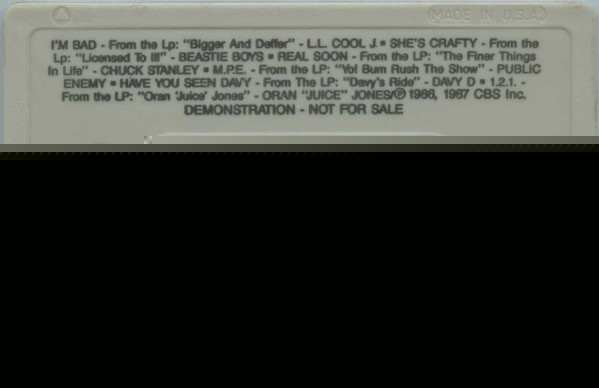 MADE IN U.S.A.
I'M BAD - From the Lp: "Bigger And Deffer" - L.L. COOL J. • SHE'S CRAFTY - From the
Lp: "Licensed To Ill" - BEASTIE BOYS • REAL SOON - From the LP: "The Finer Things
In Life" - CHUCK STANLEY • M.P.E. - From the LP: "Yo! Bum Rush The Show" - PUBLIC
ENEMY • HAVE YOU SEEN DAVY - From The LP: "Davy's Ride" - DAVY D • 1.2.1. -
From the LP: "Oran 'Juice' Jones" - ORAN "JUICE" JONES/℗ 1986, 1987 CBS Inc.
DEMONSTRATION - NOT FOR SALE